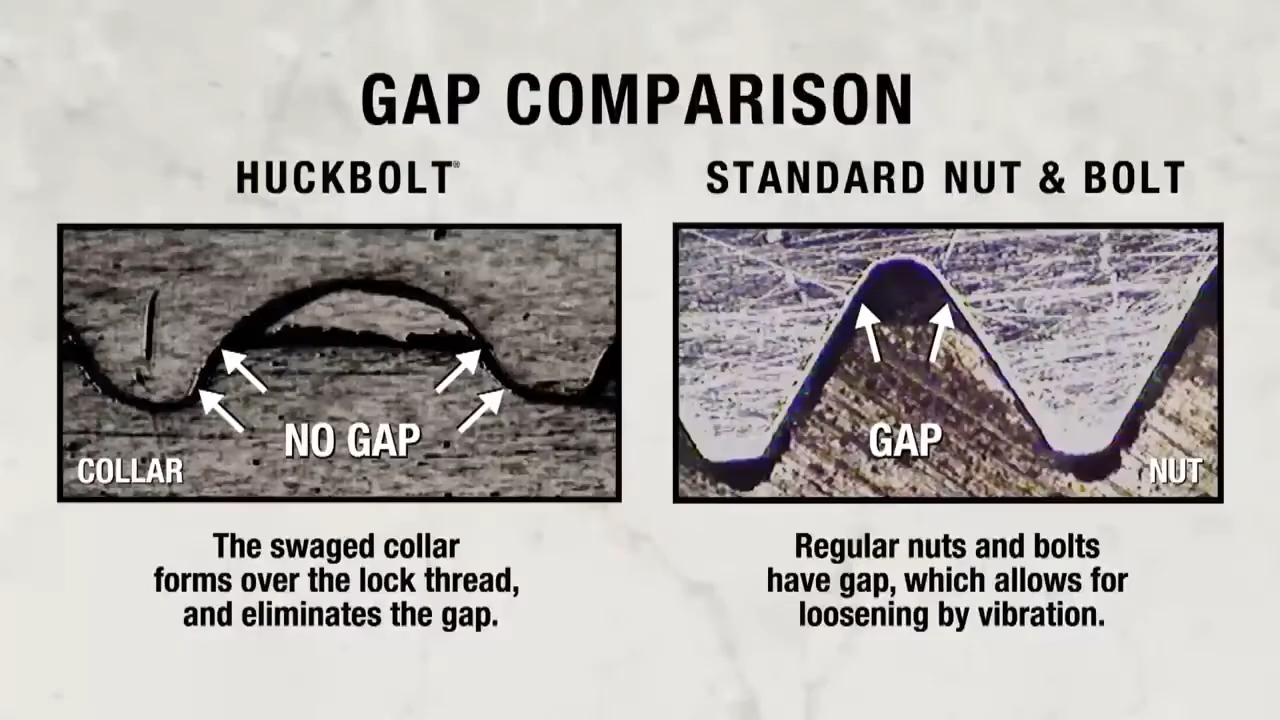 GAP COMPARISON
HUCKBOLT®
NO GAP
COLLAR
The swaged collar
forms over the lock thread,
and eliminates the gap.
STANDARD NUT & BOLT
GAP
NUT
Regular nuts and bolts
have gap, which allows for
loosening by vibration.